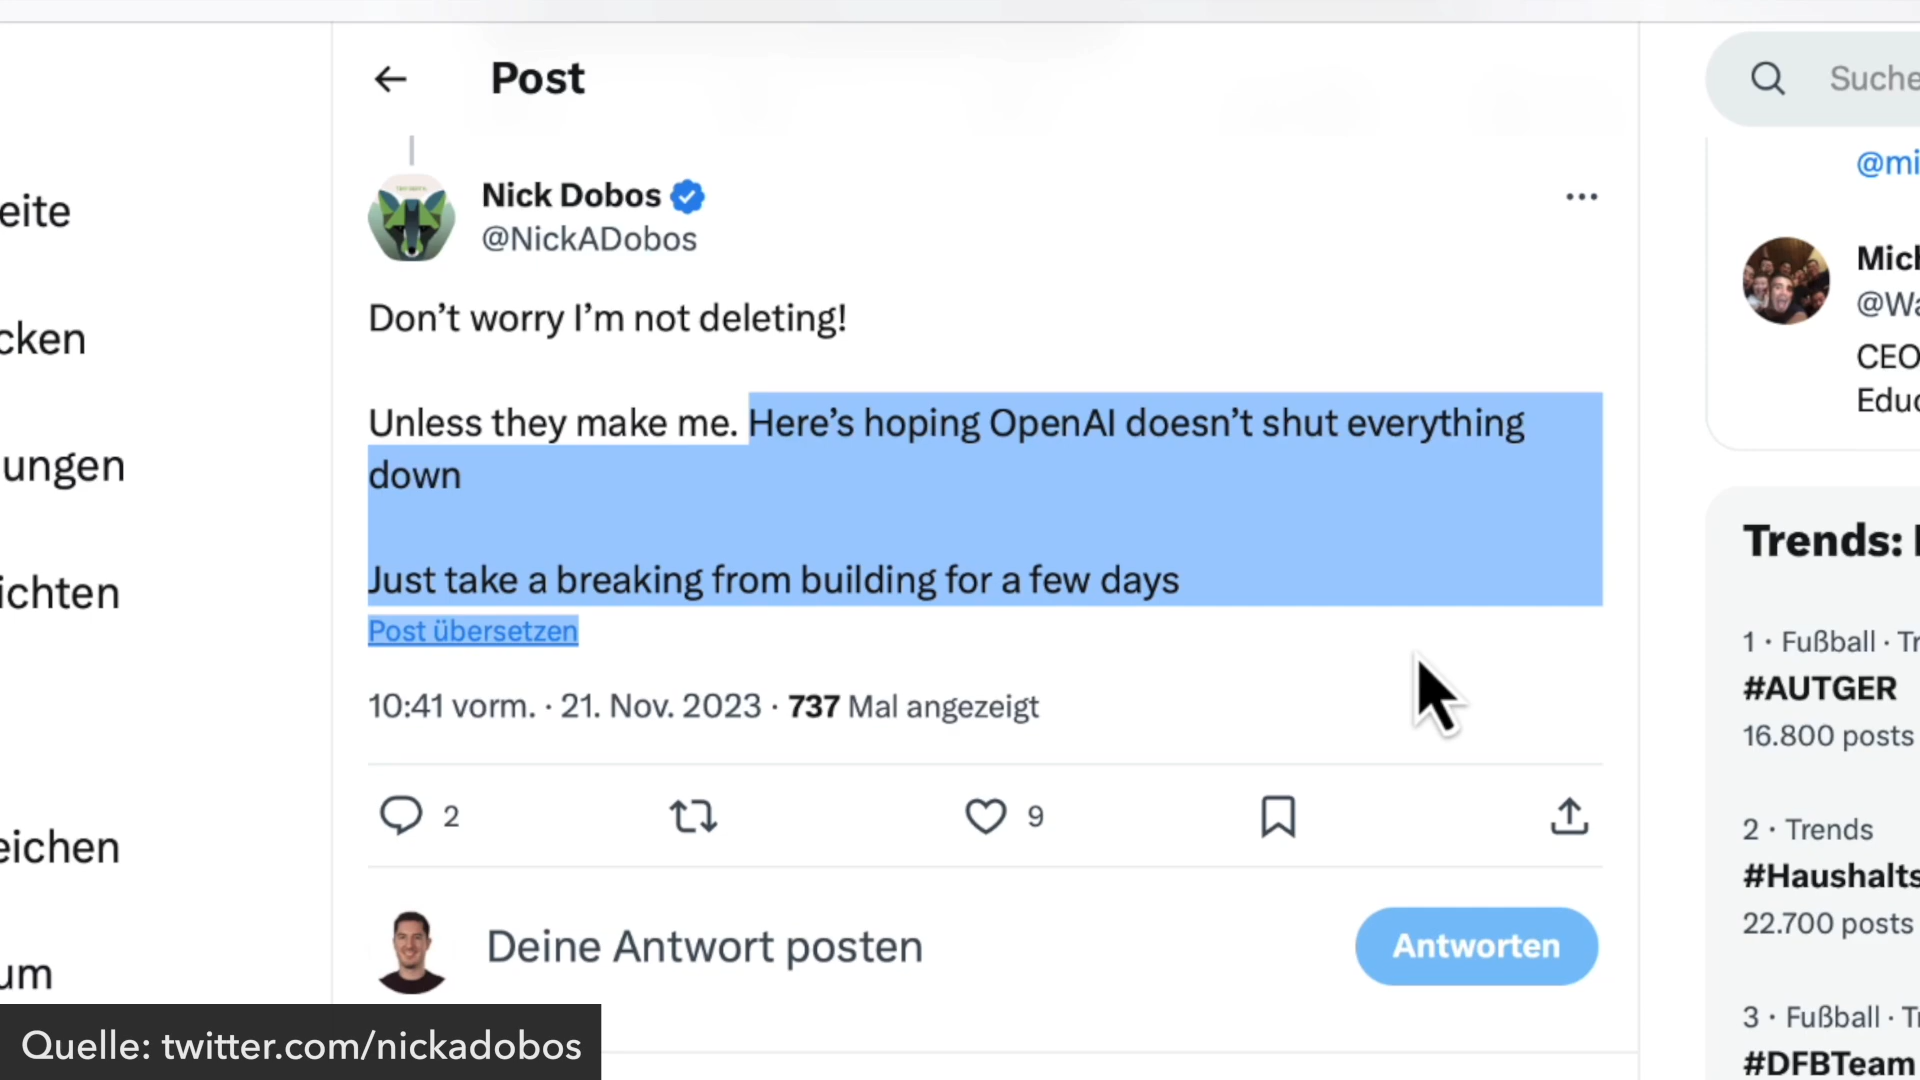 Post
Suche
eite
cken
ungen
ichten
eichen
um
Nick Dobos
@NickADobos
Don’t worry I’m not deleting!
Unless they make me. Here’s hoping OpenAI doesn’t shut everything
down
Just take a breaking from building for a few days
Post übersetzen
10:41 vorm. · 21. Nov. 2023 · 737 Mal angezeigt
2
9
Deine Antwort posten
Antworten
@mi
Mich
@Wa
CEO
Educ
Trends:
1 · Fußball · Tr
#AUTGER
16.800 posts
2 · Trends
#Haushalts
22.700 posts
3 · Fußball · T
#DFBTeam
Quelle: twitter.com/nickadobos